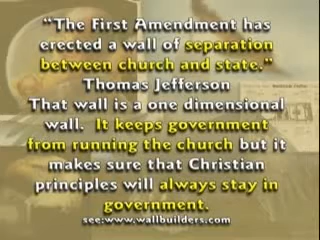 “The First Amendment has
erected a wall of separation
between church and state.”
Thomas Jefferson
That wall is a one dimensional
wall. It keeps government
from running the church but it
makes sure that Christian
principles will always stay in
government.
see:www.wallbuilders.com